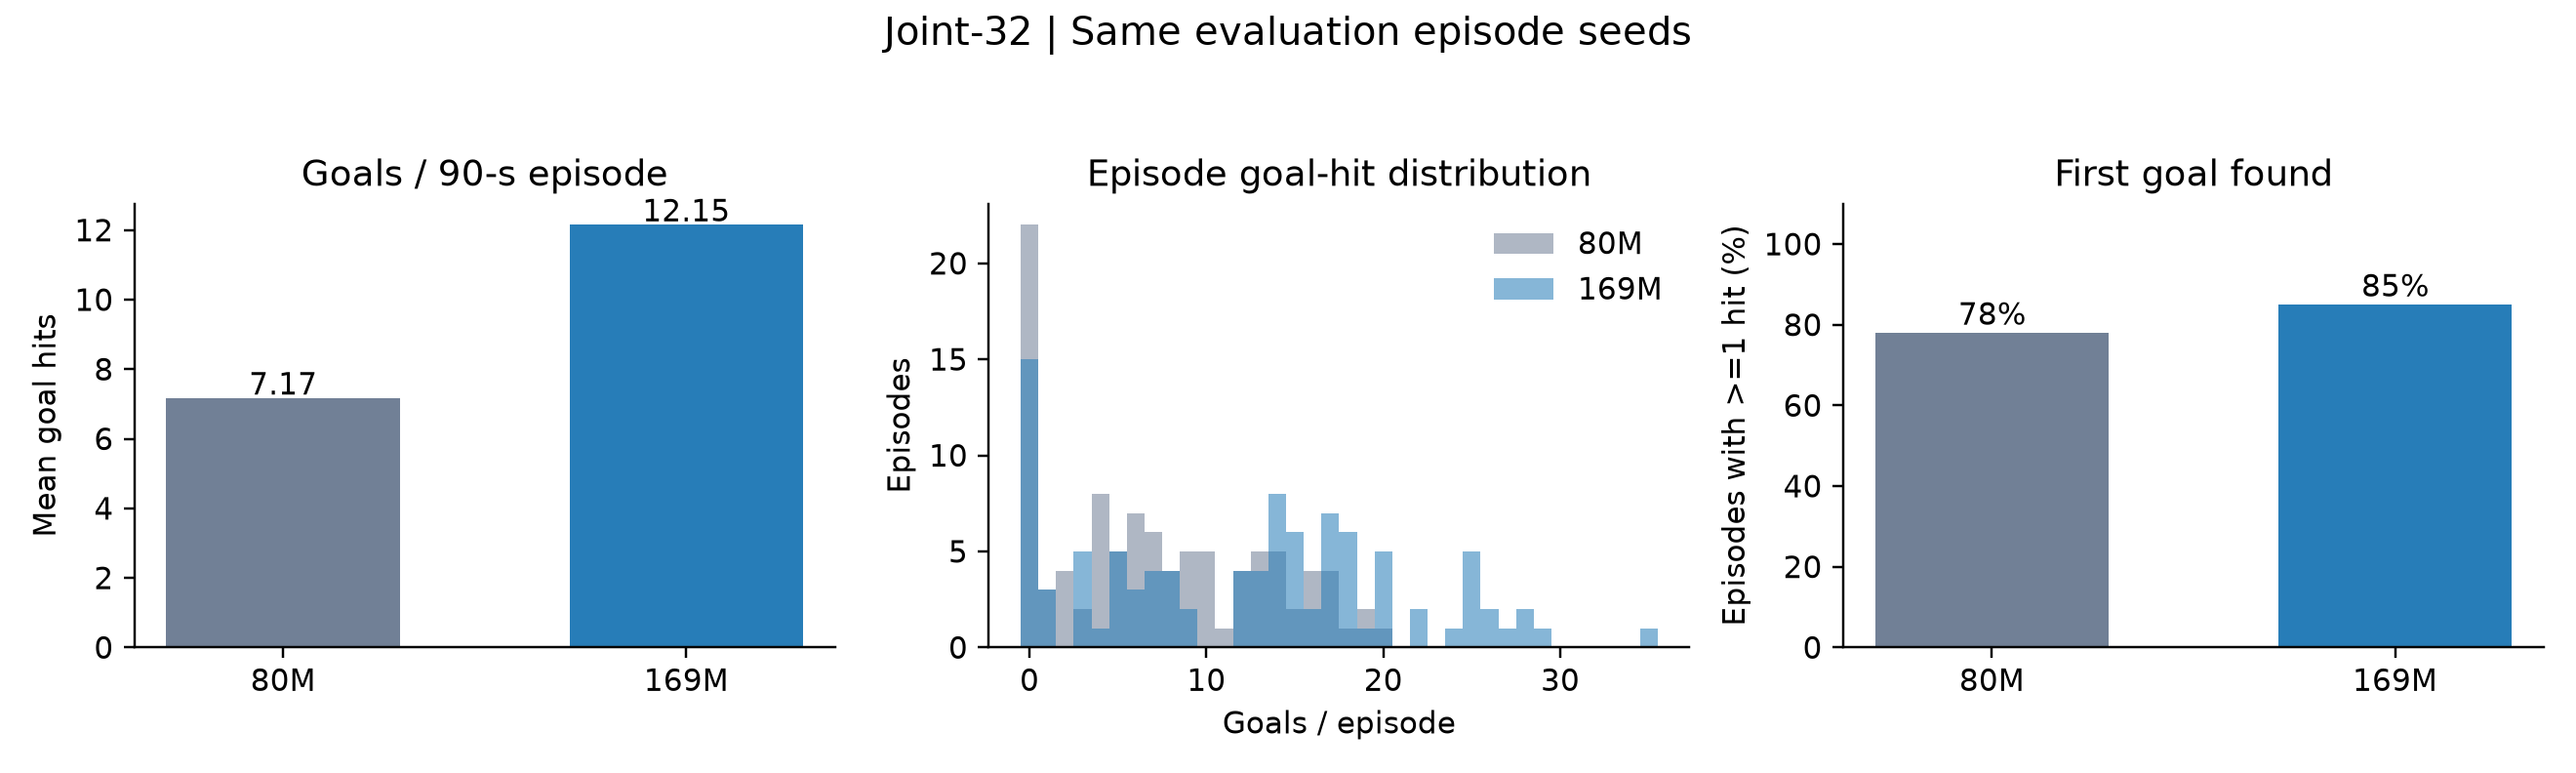 Joint-32 | Same evaluation episode seeds
Goals / 90-s episode
Mean goal hits
12
10
8
6
4
2
0
7.17
12.15
80M
169M
Episode goal-hit distribution
Episodes
20
15
10
5
0
80M
169M
0
10
20
30
Goals / episode
First goal found
Episodes with >=1 hit (%)
100
80
60
40
20
0
78%
85%
80M
169M